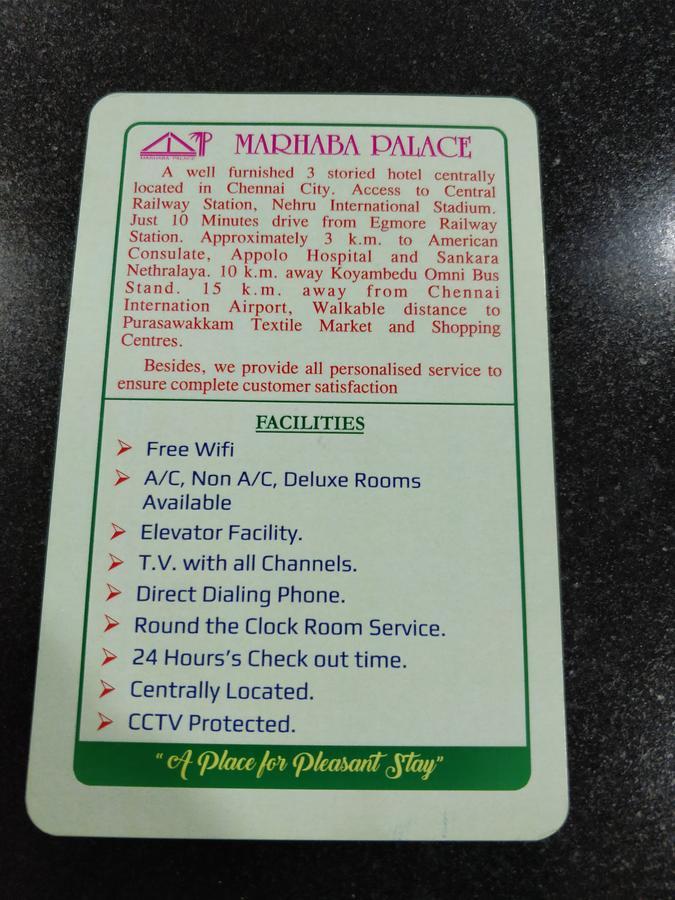 MARHABA PALACE
MARHABA PALACE
A well furnished 3 storied hotel centrally
located in Chennai City. Access to Central
Railway Station, Nehru International Stadium.
Just 10 Minutes drive from Egmore Railway
Station. Approximately 3 k.m. to American
Consulate, Appolo Hospital and Sankara
Nethralaya. 10 k.m. away Koyambedu Omni Bus
Stand. 15 k.m. away from Chennai
Internation Airport, Walkable distance to
Purasawakkam Textile Market and Shopping
Centres.
Besides, we provide all personalised service to
ensure complete customer satisfaction
FACILITIES
Free Wifi
A/C, Non A/C, Deluxe Rooms
Available
Elevator Facility.
T.V. with all Channels.
Direct Dialing Phone.
Round the Clock Room Service.
24 Hours's Check out time.
Centrally Located.
CCTV Protected.
"A Place for Pleasant Stay"